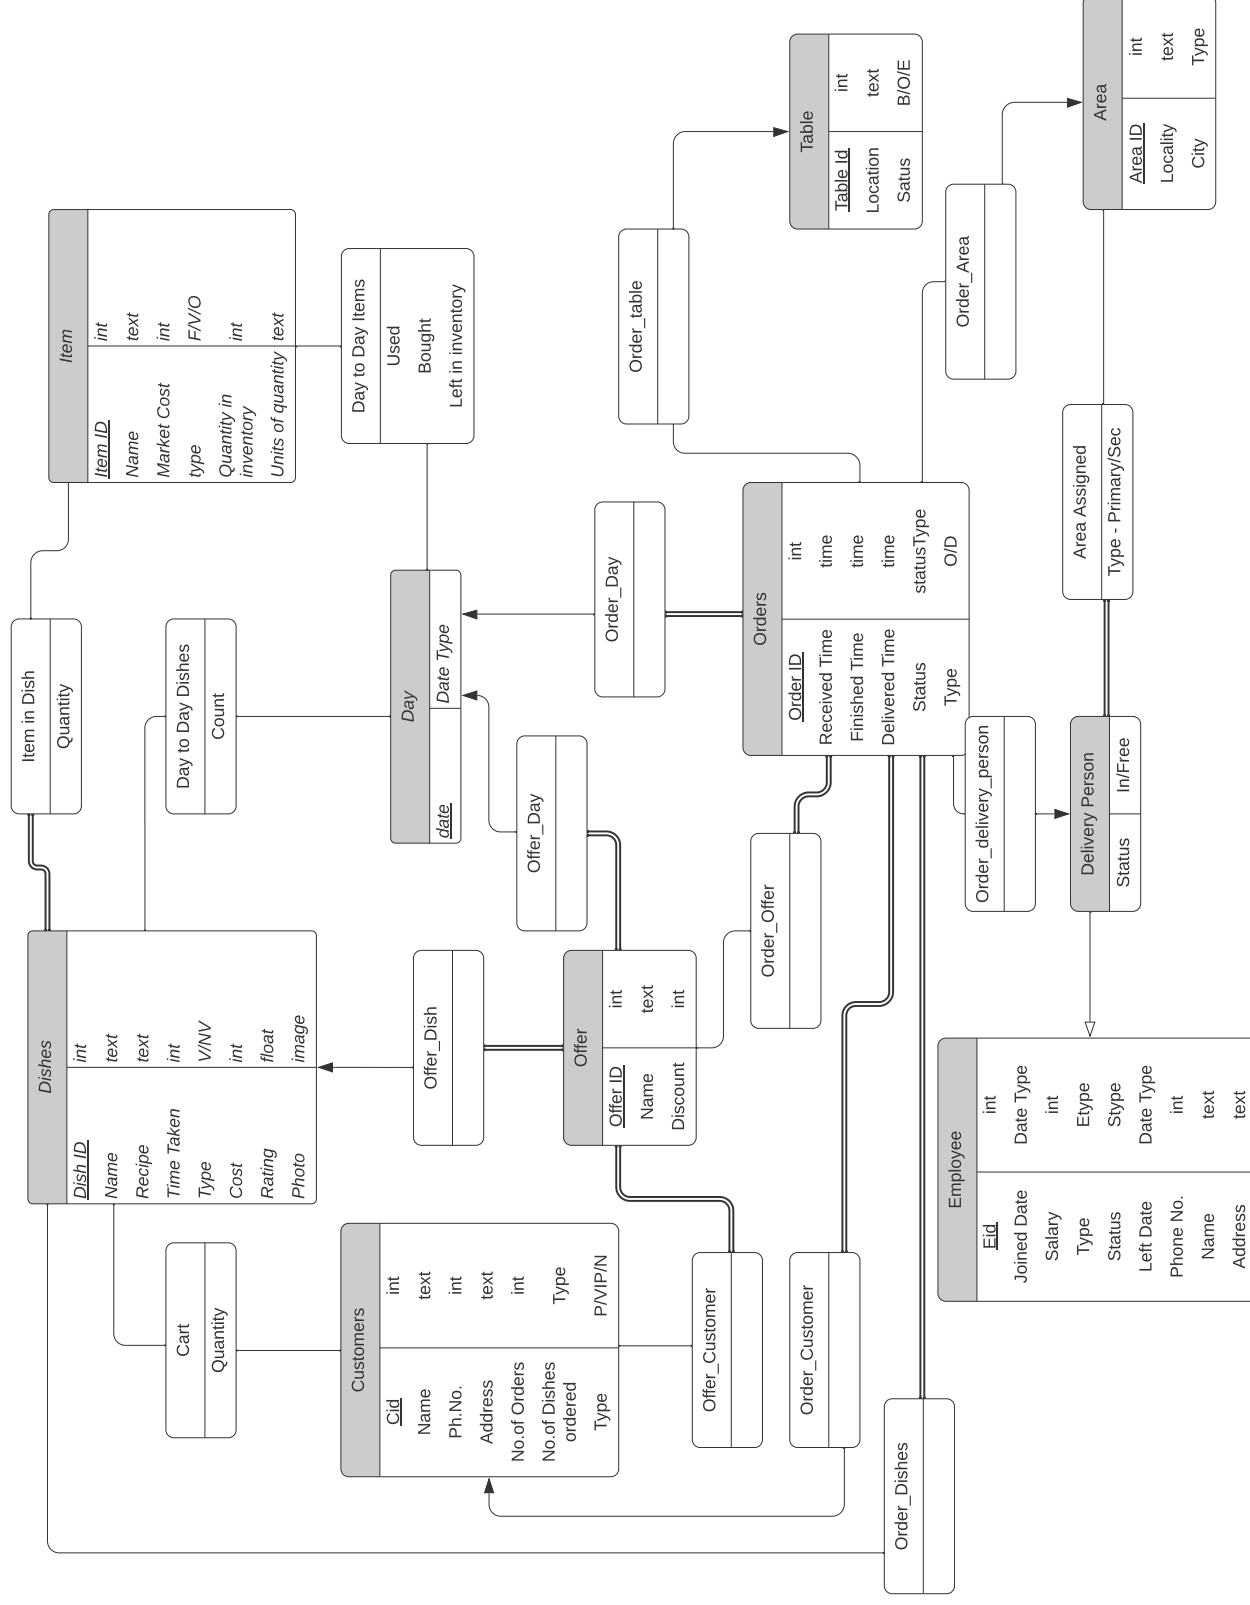 Item
Item ID int
Name text
Market Cost int
type F/V/O
Quantity in
inventory int
Units of quantity text
Item in Dish
Quantity
Day to Day Items
Used
Bought
Left in inventory
Day to Day Dishes
Count
Day
date Date Type
Dishes
Dish ID int
Name text
Recipe text
Time Taken int
Type V/NV
Cost int
Rating float
Photo image
Cart
Quantity
Customers
Cid int
Name text
Ph.No. int
Address text
No.of Orders int
No.of Dishes
ordered Type
Type P/VIP/N
Offer_Dish
Offer_Day
Offer
Offer ID int
Name text
Discount int
Offer_Customer
Order_Customer
Order_Dishes
Order_Offer
Order_Day
Order_table
Table
Table Id int
Location text
Satus B/O/E
Orders
Order ID int
Received Time time
Finished Time time
Delivered Time time
Status statusType
Type O/D
Order_Area
Area
Area ID int
Locality text
City Type
Area Assigned
Type - Primary/Sec
Order_delivery_person
Delivery Person
Status In/Free
Employee
Eid int
Joined Date Date Type
Salary int
Type Etype
Status Stype
Left Date Date Type
Phone No. int
Name text
Address text